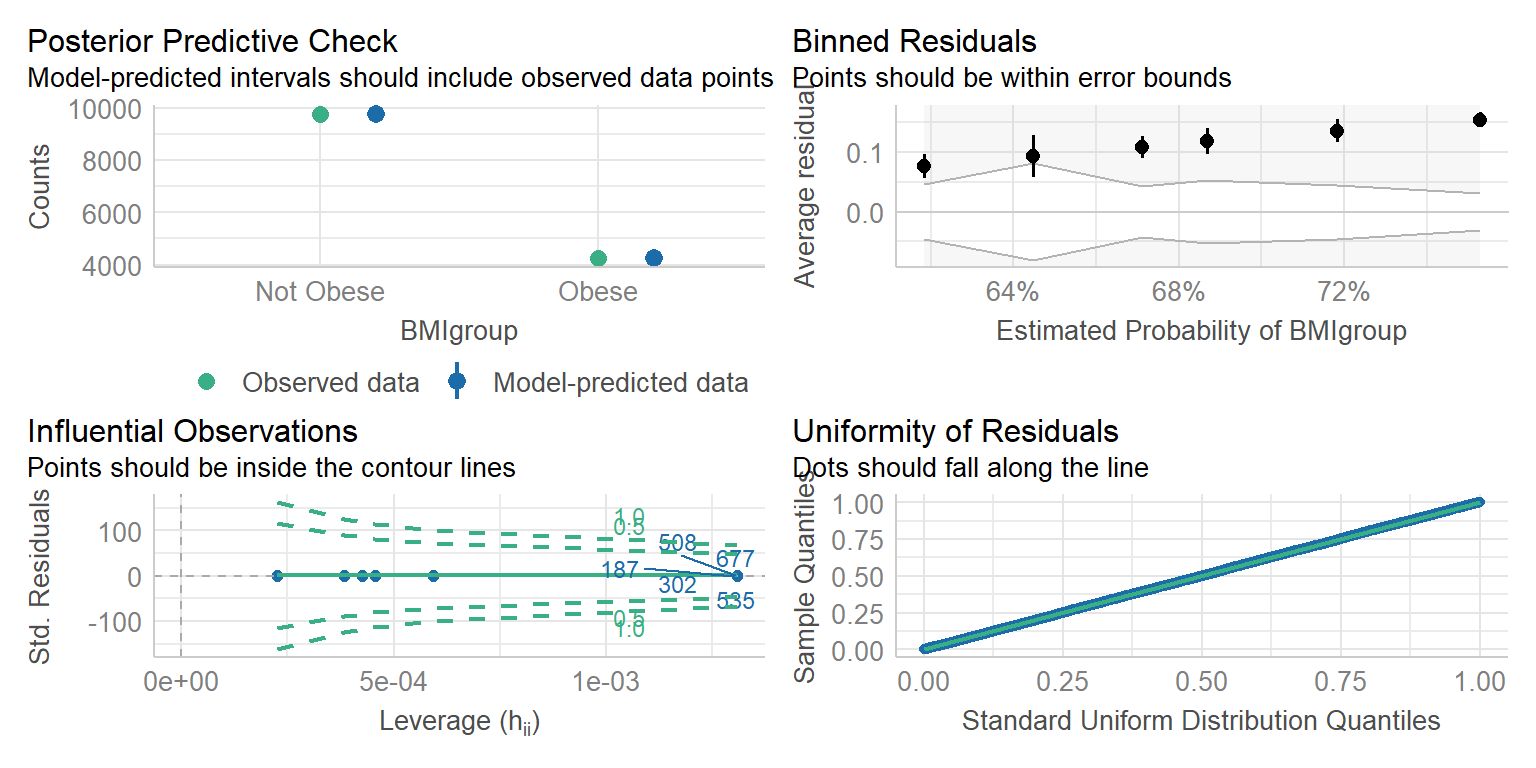 Posterior Predictive Check
Model-predicted intervals should include observed data points
10000
8000
6000
4000
Counts
Not Obese
Obese
BMIgroup
Observed data
Model-predicted data
Binned Residuals
Points should be within error bounds
0.1
0.0
Average residual
64%
68%
72%
Estimated Probability of BMIgroup
Influential Observations
Points should be inside the contour lines
100
0
-100
Std. Residuals
1.0
0.5
508
677
187
302
535
0.5
1.0
0e+00
5e-04
1e-03
Leverage (hii)
Uniformity of Residuals
Dots should fall along the line
1.00
0.75
0.50
0.25
0.00
Sample Quantiles
0.00
0.25
0.50
0.75
1.00
Standard Uniform Distribution Quantiles